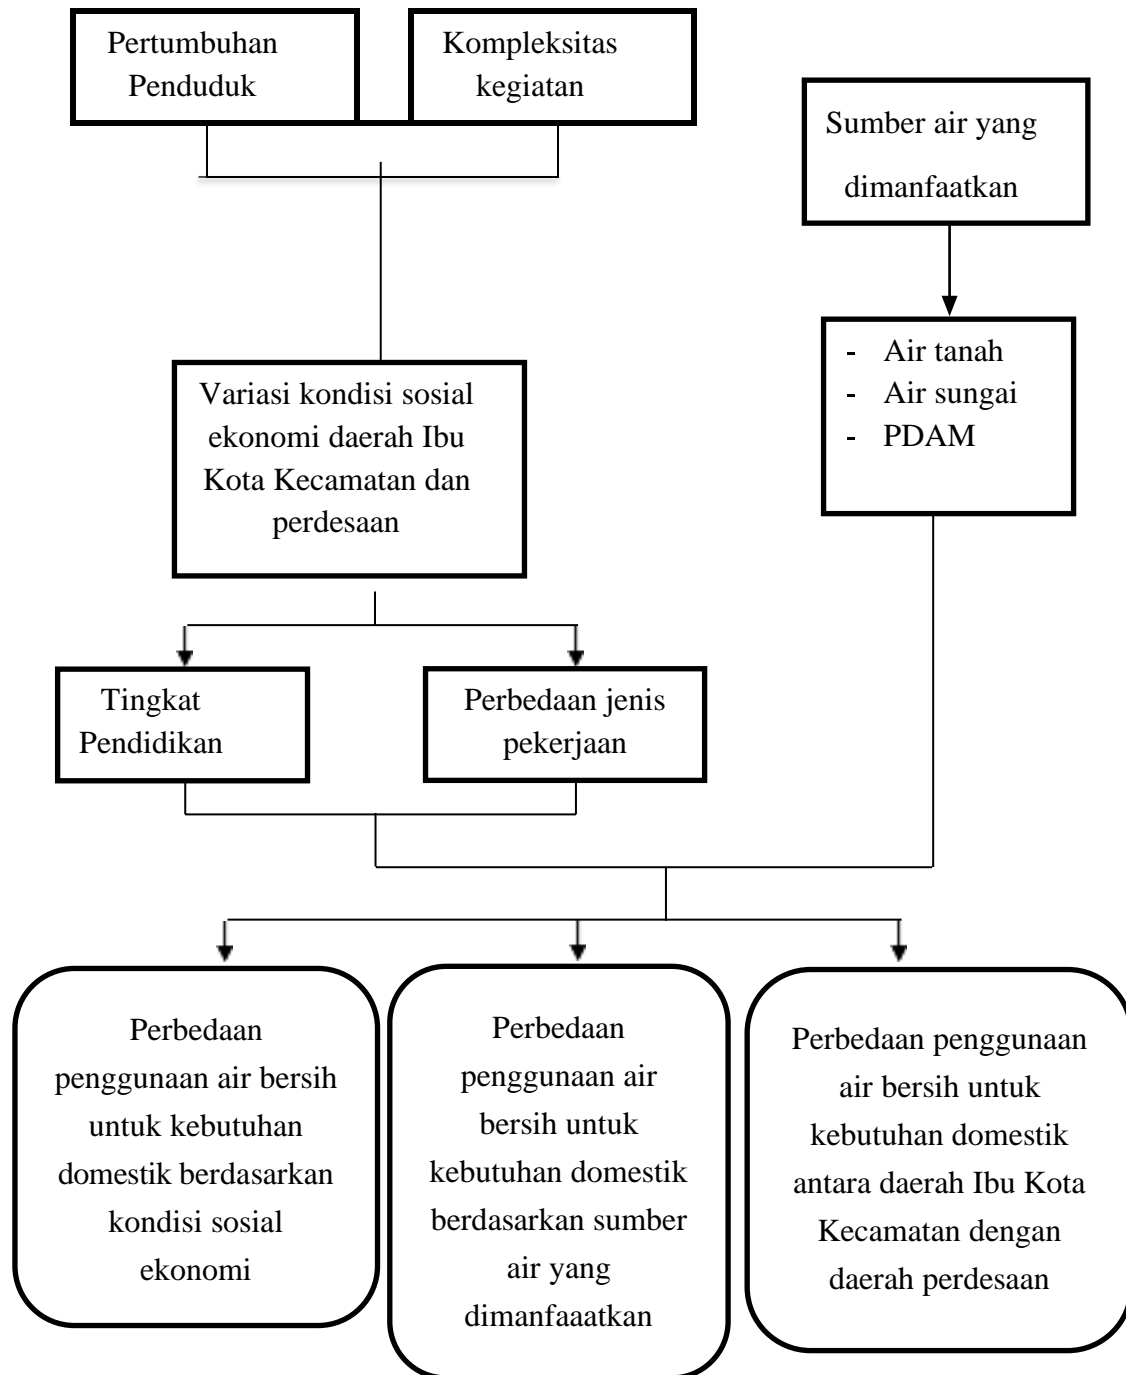 Pertumbuhan
Penduduk
Kompleksitas
kegiatan
Sumber air yang
dimanfaatkan
- Air tanah
- Air sungai
- PDAM
Variasi kondisi sosial
ekonomi daerah Ibu
Kota Kecamatan dan
perdesaan
Tingkat
Pendidikan
Perbedaan jenis
pekerjaan
Perbedaan
penggunaan air bersih
untuk kebutuhan
domestik berdasarkan
kondisi sosial
ekonomi
Perbedaan
penggunaan air
bersih untuk
kebutuhan domestik
berdasarkan sumber
air yang
dimanfaaatkan
Perbedaan penggunaan
air bersih untuk
kebutuhan domestik
antara daerah Ibu Kota
Kecamatan dengan
daerah perdesaan